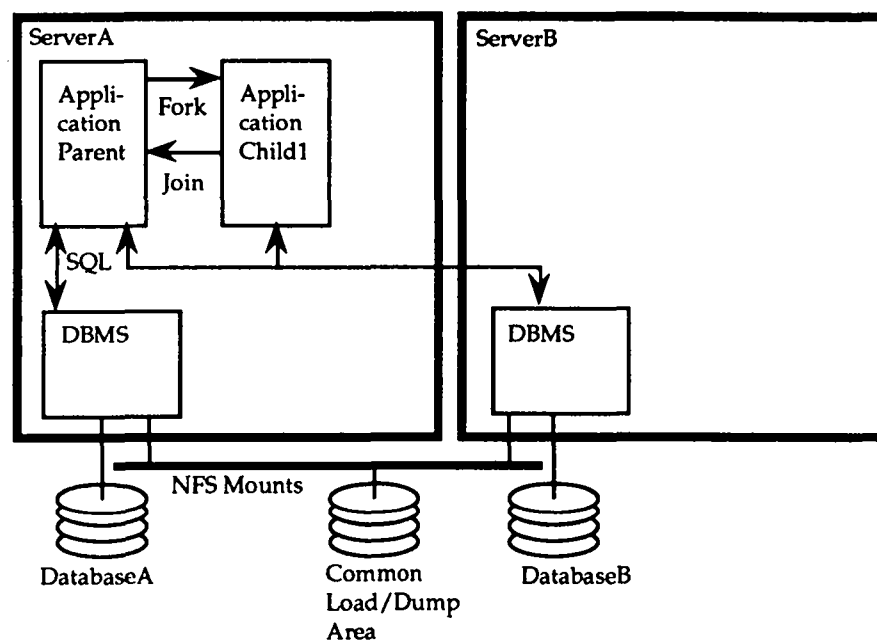 ServerA
ServerB
Appli-
cation
Parent
Fork
Join
Appli-
cation
Child1
SQL
DBMS
DBMS
NFS Mounts
DatabaseA
Common
Load/Dump
Area
DatabaseB